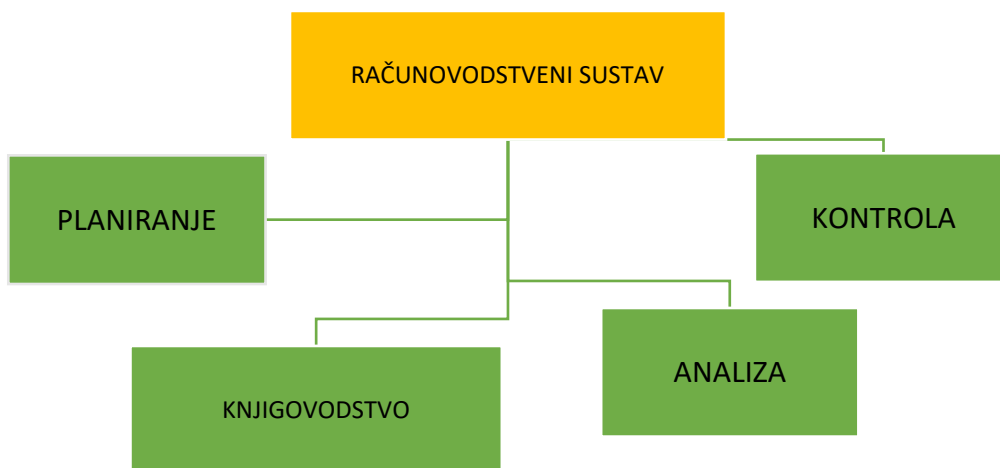 RAČUNOVODSTVENI SUSTAV
PLANIRANJE
KONTROLA
KNJIGOVODSTVO
ANALIZA